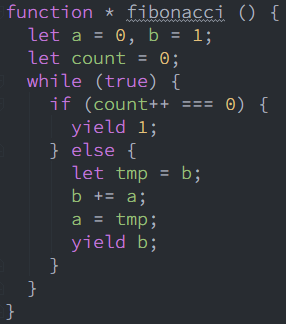 function * fibonacci () {
  let a = 0, b = 1;
  let count = 0;
  while (true) {
    if (count++ === 0) {
      yield 1;
    } else {
      let tmp = b;
      b += a;
      a = tmp;
      yield b;
    }
  }
}